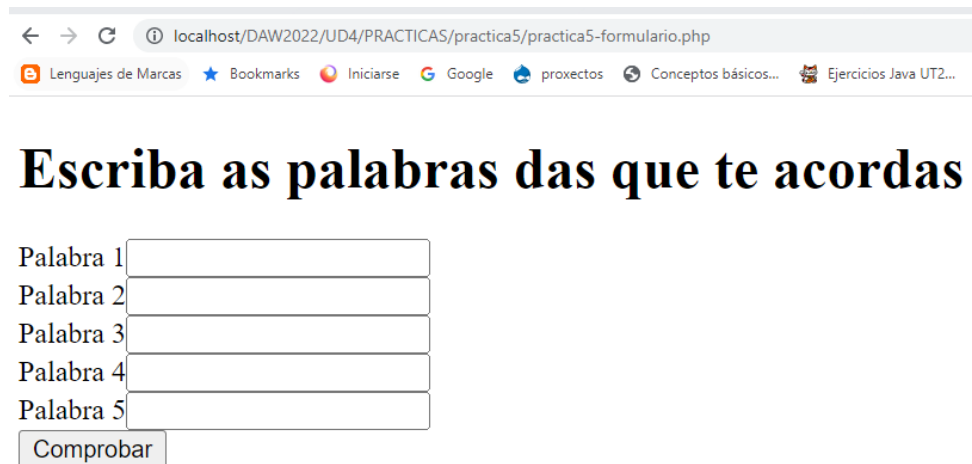 localhost/DAW2022/UD4/PRACTICAS/practica5/practica5-formulario.php
Lenguajes de Marcas Bookmarks Iniciarse Google proxectos Conceptos básicos... Ejercicios Java UT2...
Escriba as palabras das que te acordas
Palabra 1
Palabra 2
Palabra 3
Palabra 4
Palabra 5
Comprobar